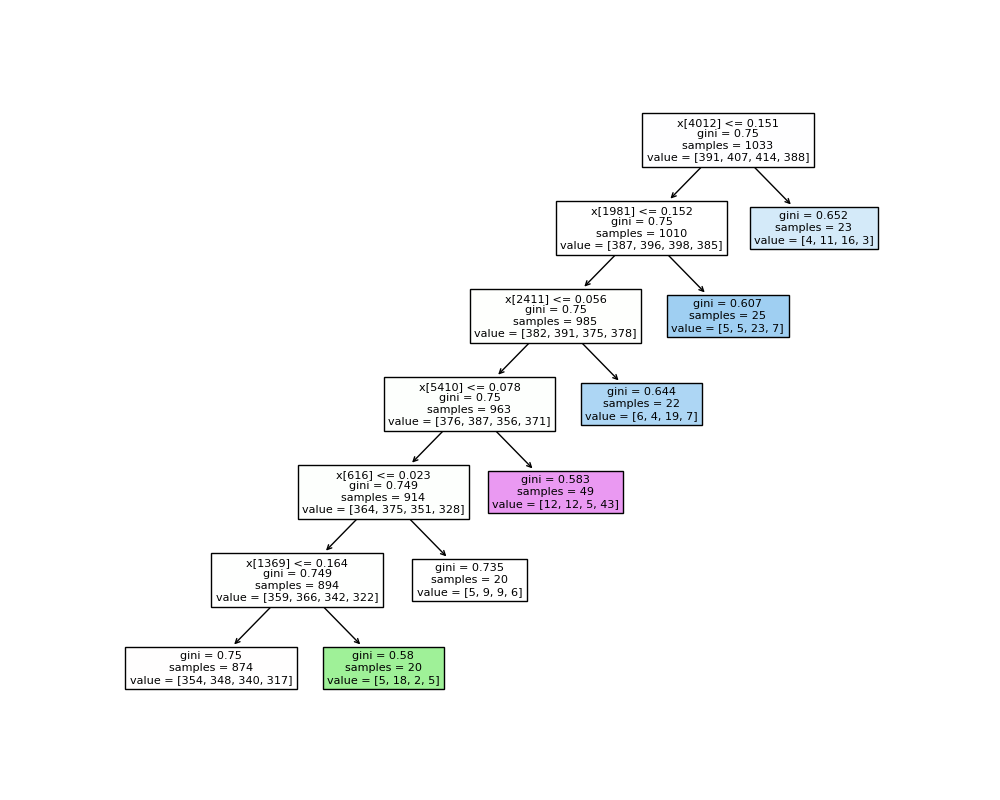 x[4012] <= 0.151
gini = 0.75
samples = 1033
value = [391, 407, 414, 388]
x[1981] <= 0.152
gini = 0.75
samples = 1010
value = [387, 396, 398, 385]
gini = 0.652
samples = 23
value = [4, 11, 16, 3]
x[2411] <= 0.056
gini = 0.75
samples = 985
value = [382, 391, 375, 378]
gini = 0.607
samples = 25
value = [5, 5, 23, 7]
x[5410] <= 0.078
gini = 0.75
samples = 963
value = [376, 387, 356, 371]
gini = 0.644
samples = 22
value = [6, 4, 19, 7]
x[616] <= 0.023
gini = 0.749
samples = 914
value = [364, 375, 351, 328]
gini = 0.583
samples = 49
value = [12, 12, 5, 43]
x[1369] <= 0.164
gini = 0.749
samples = 894
value = [359, 366, 342, 322]
gini = 0.735
samples = 20
value = [5, 9, 9, 6]
gini = 0.75
samples = 874
value = [354, 348, 340, 317]
gini = 0.58
samples = 20
value = [5, 18, 2, 5]